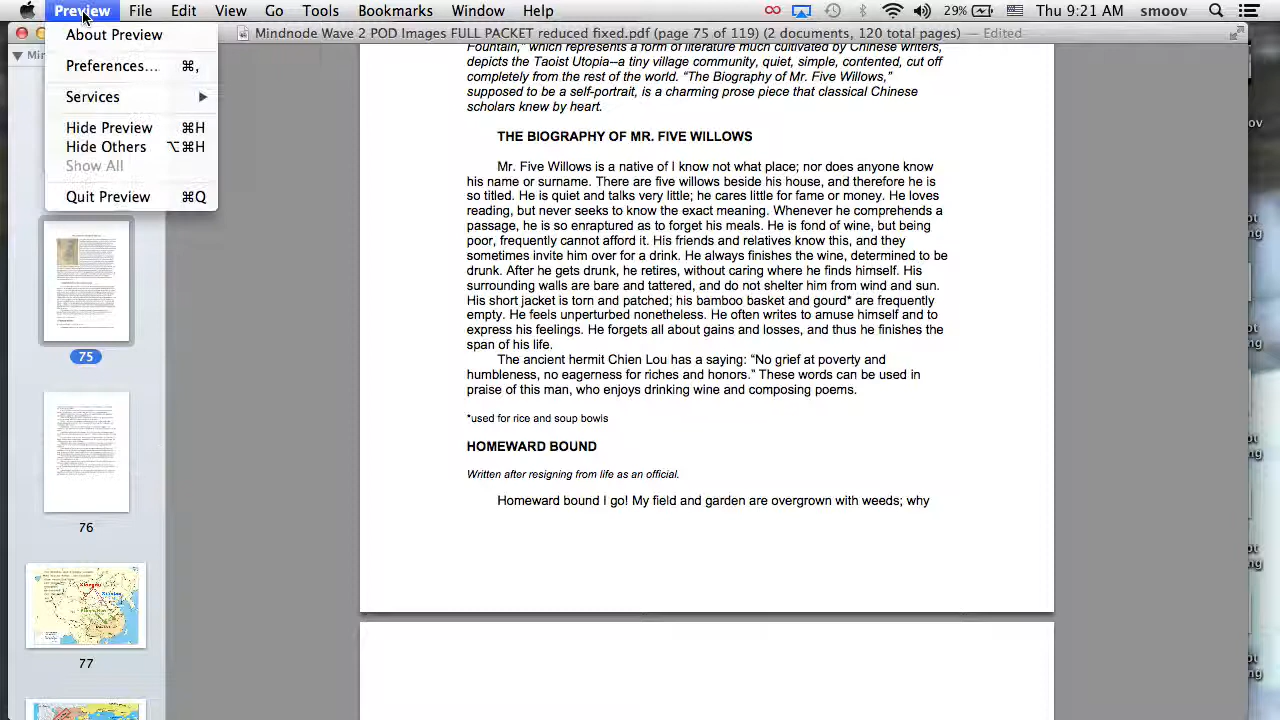 Preview File Edit View Go Tools Bookmarks Window Help 29% Thu 9:21 AM smoov
Mindnode Wave 2 POD Images FULL PACKET reduced fixed.pdf (page 75 of 119) (2 documents, 120 total pages) — Edited
About Preview
Preferences... ⌘,
Services
Hide Preview ⌘H
Hide Others ⌥⌘H
Show All
Quit Preview ⌘Q
75
76
77
Fountain," which represents a form of literature much cultivated by Chinese writers,
depicts the Taoist Utopia--a tiny village community, quiet, simple, contented, cut off
completely from the rest of the world. "The Biography of Mr. Five Willows,"
supposed to be a self-portrait, is a charming prose piece that classical Chinese
scholars knew by heart.
THE BIOGRAPHY OF MR. FIVE WILLOWS
Mr. Five Willows is a native of I know not what place; nor does anyone know
his name or surname. There are five willows beside his house, and therefore he is
so titled. He is quiet and talks very little; he cares little for fame or money. He loves
reading, but never seeks to know the exact meaning. Whenever he comprehends a
passage, he is so enraptured as to forget his meals. He is fond of wine, but being
poor, frequently cannot afford it. His friends and relatives know this, and they
sometimes invite him over for a drink. He always finishes the wine, determined to be
drunk. After he gets drunk, he retires, without caring where he finds himself. His
surrounding walls are bare and tattered, and do not shelter him from wind and sun.
His short jacket is torn and patched; his bamboo basket and gourd* are frequently
empty. He feels unperturbed nonetheless. He often writes to amuse himself and to
express his feelings. He forgets all about gains and losses, and thus he finishes the
span of his life.
The ancient hermit Chien Lou has a saying: "No grief at poverty and
humbleness, no eagerness for riches and honors." These words can be used in
praise of this man, who enjoys drinking wine and composing poems.
*used as rice and soup bowls
HOMEWARD BOUND
Written after resigning from life as an official.
Homeward bound I go! My field and garden are overgrown with weeds; why